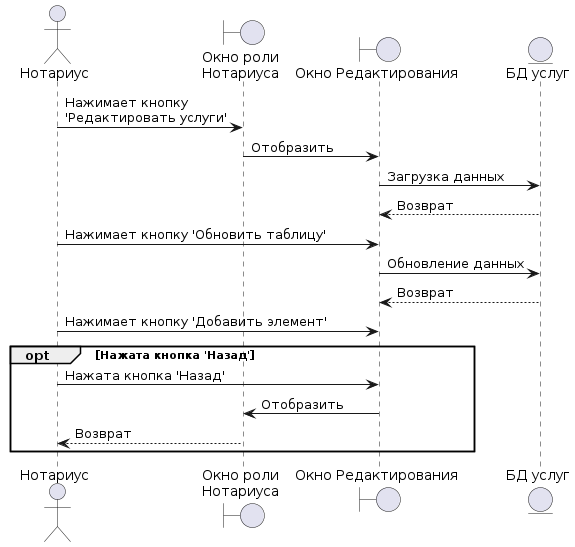 Нотариус
Окно роли
Нотариуса
Окно Редактирования
БД услуг
Нажимает кнопку
'Редактировать услуги'
Отобразить
Загрузка данных
Возврат
Нажимает кнопку 'Обновить таблицу'
Обновление данных
Возврат
Нажимает кнопку 'Добавить элемент'
opt [Нажата кнопка 'Назад']
Нажата кнопка 'Назад'
Отобразить
Возврат
Нотариус
Окно роли
Нотариуса
Окно Редактирования
БД услуг